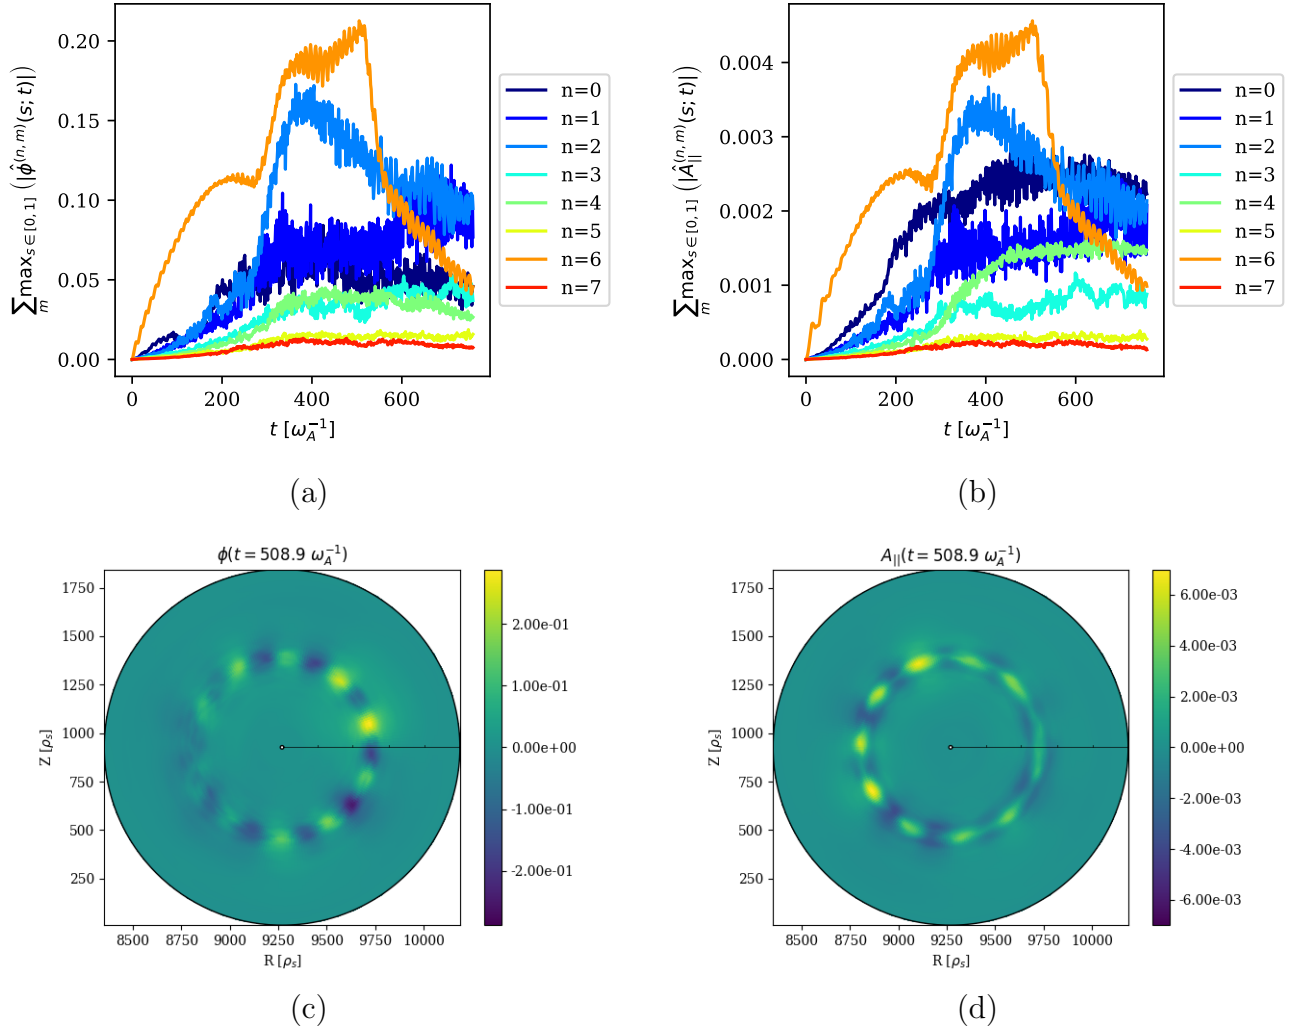 0.20
0.15
0.10
0.05
0.00
∑ₘ max_{s∈[0,1]} (|ϕ̂^{(n,m)}(s;t)|)
0 200 400 600
t [ω_A^{-1}]
n=0
n=1
n=2
n=3
n=4
n=5
n=6
n=7
(a)
0.004
0.003
0.002
0.001
0.000
∑ₘ max_{s∈[0,1]} (|Â_{||}^{(n,m)}(s;t)|)
0 200 400 600
t [ω_A^{-1}]
n=0
n=1
n=2
n=3
n=4
n=5
n=6
n=7
(b)
ϕ(t = 508.9 ω_A^{-1})
1750
1500
1250
1000
750
500
250
Z [ρ_s]
8500 8750 9000 9250 9500 9750 10000
R [ρ_s]
2.00e-01
1.00e-01
0.00e+00
-1.00e-01
-2.00e-01
(c)
A_{||}(t = 508.9 ω_A^{-1})
1750
1500
1250
1000
750
500
250
Z [ρ_s]
8500 8750 9000 9250 9500 9750 10000
R [ρ_s]
6.00e-03
4.00e-03
2.00e-03
0.00e+00
-2.00e-03
-4.00e-03
-6.00e-03
(d)